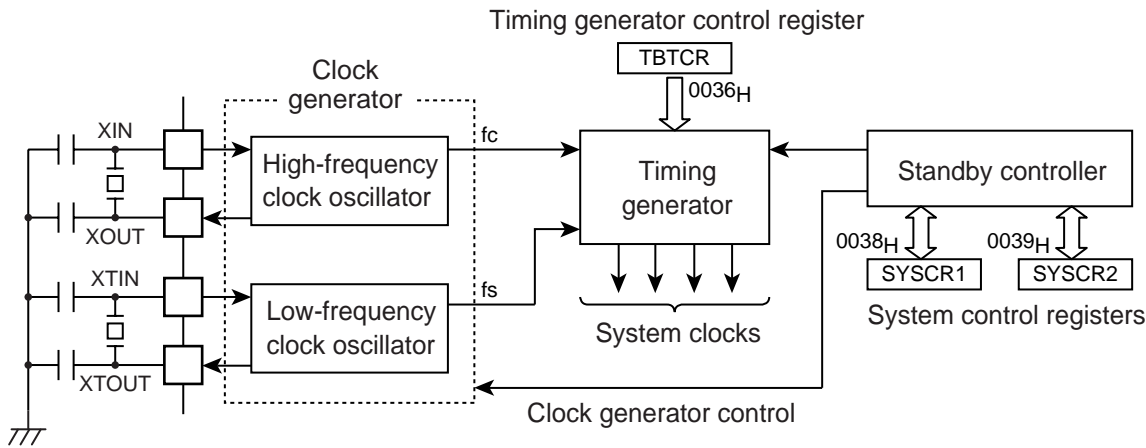 Timing generator control register
TBTCR
0036H
Clock
generator
XIN
High-frequency
clock oscillator
fc
Timing
generator
Standby controller
XOUT
0038H
0039H
SYSCR1
SYSCR2
XTIN
Low-frequency
clock oscillator
fs
System clocks
System control registers
XTOUT
Clock generator control